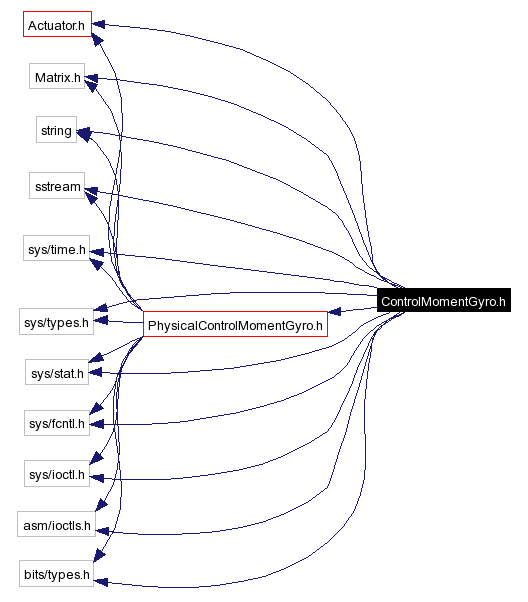 Actuator.h
Matrix.h
string
sstream
sys/time.h
ControlMomentGyro.h
sys/types.h
PhysicalControlMomentGyro.h
sys/stat.h
sys/fcntl.h
sys/ioctl.h
asm/ioctls.h
bits/types.h